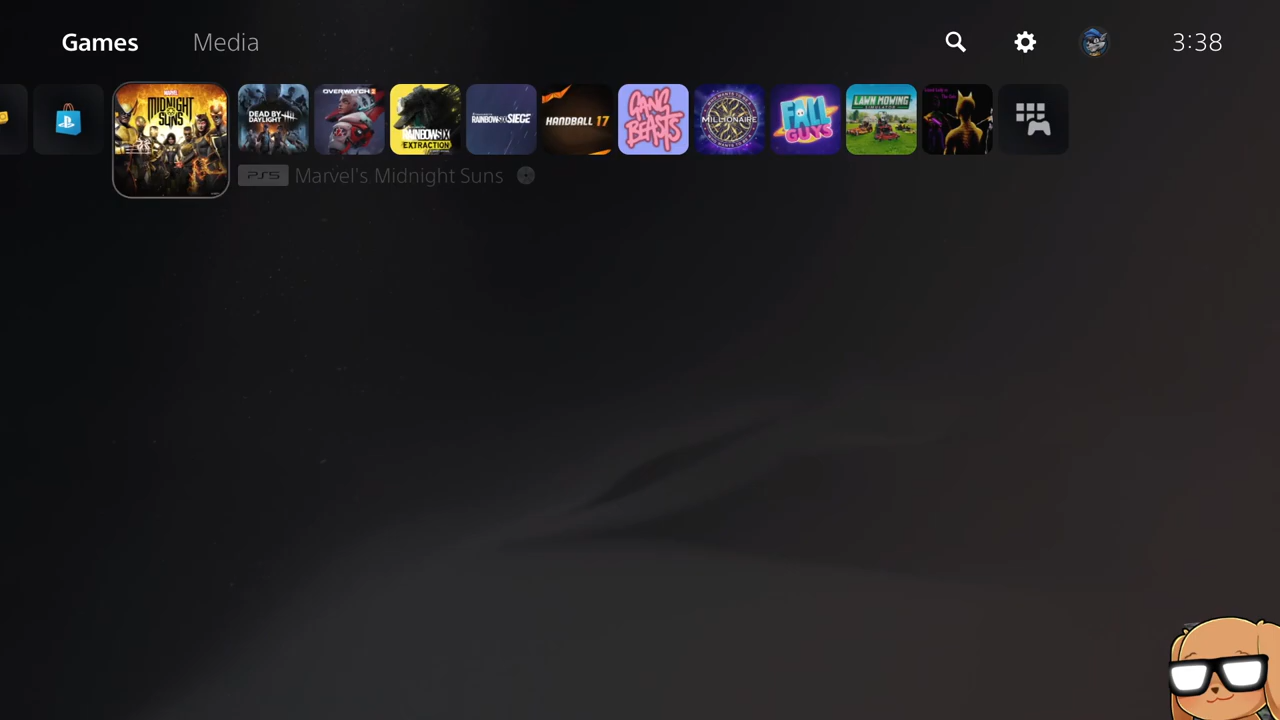 Games Media 3:38
MARVEL
MIDNIGHT
SUNS
DEAD BY
DAYLIGHT
OVERWATCH 2
RAINBOW SIX
EXTRACTION
RAINBOW SIX SIEGE
HANDBALL 17
GANG
BEASTS
MILLIONAIRE
FALL
GUYS
LAWN MOWING
SIMULATOR
PS5 Marvel's Midnight Suns